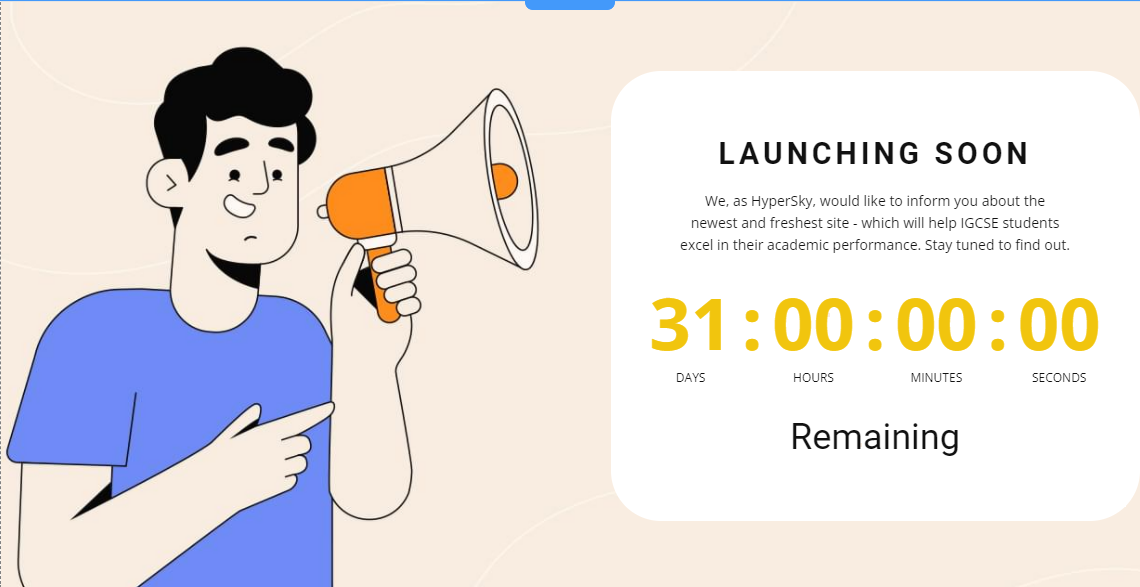 LAUNCHING SOON
We, as HyperSky, would like to inform you about the
newest and freshest site - which will help IGCSE students
excel in their academic performance. Stay tuned to find out.
31 : 00 : 00 : 00
DAYS HOURS MINUTES SECONDS
Remaining